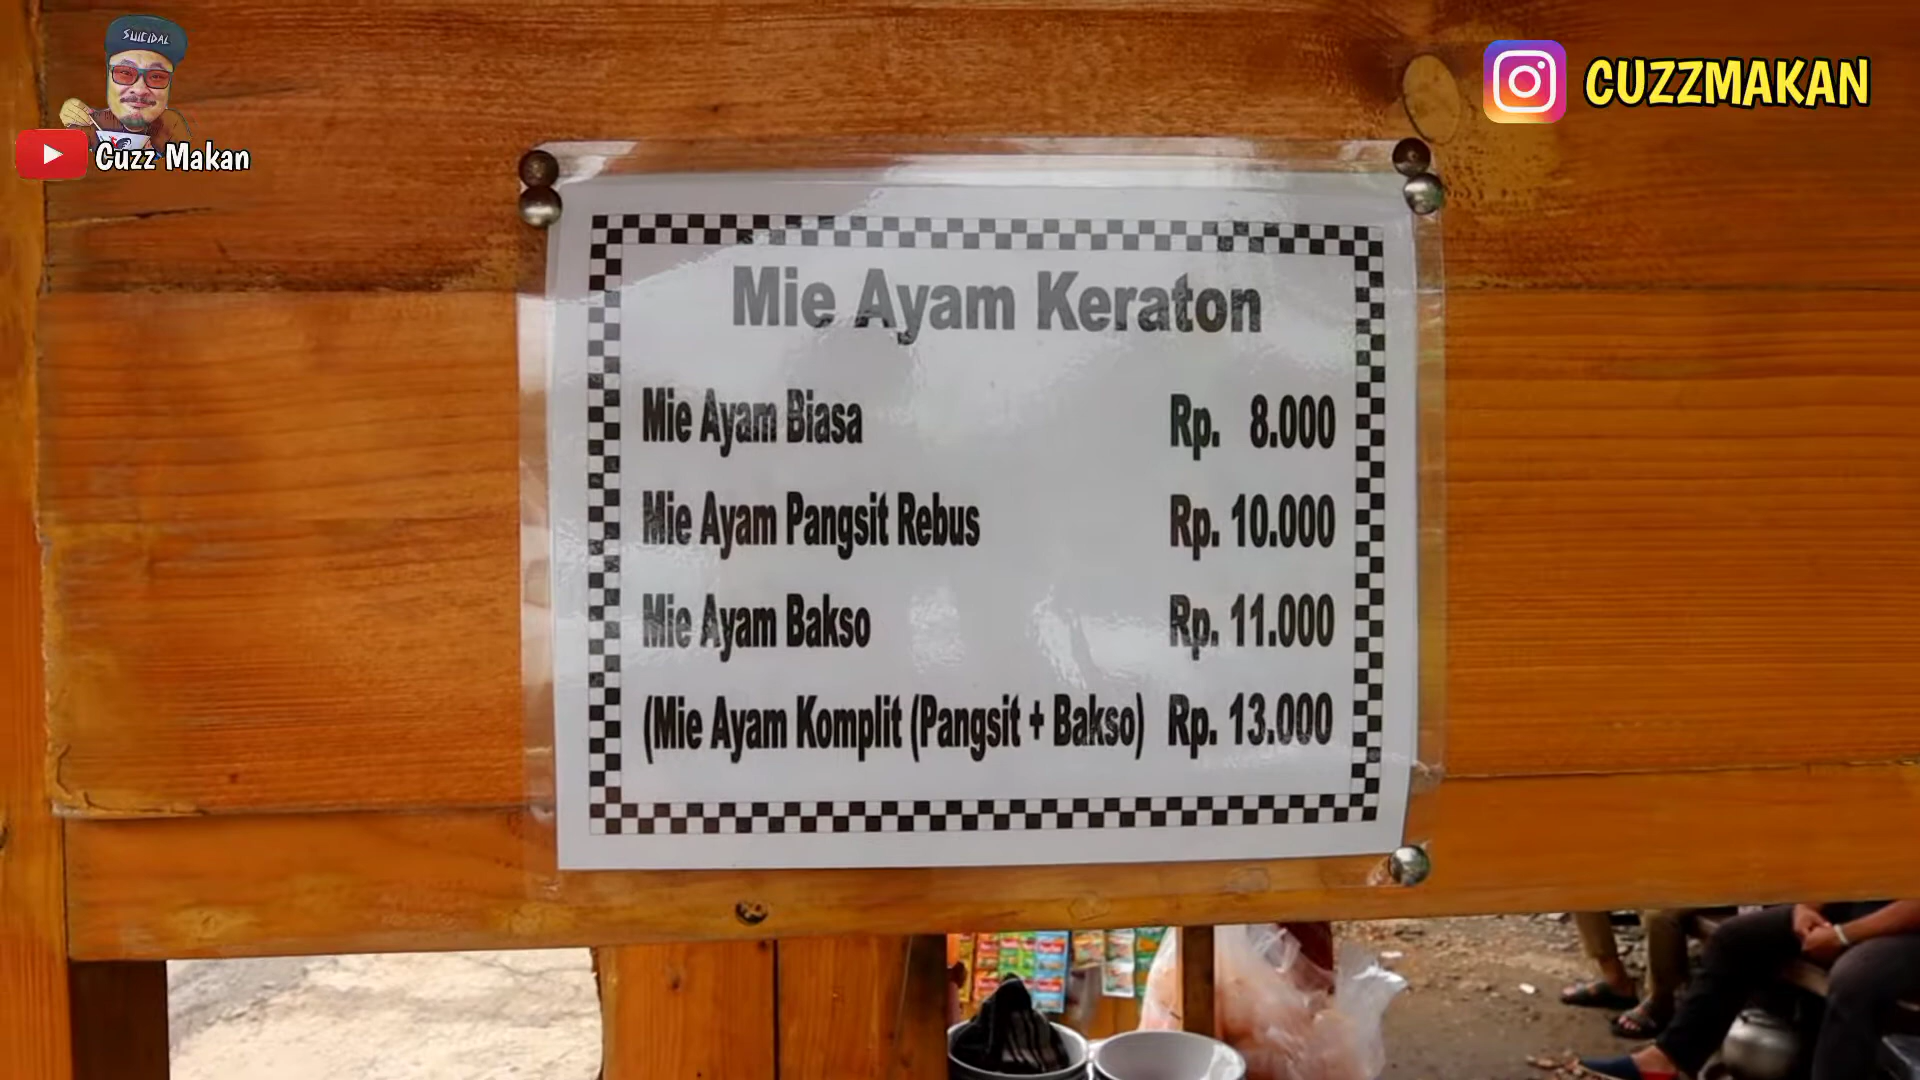 SUICIDAL
Cuzz Makan
CUZZMAKAN
Mie Ayam Keraton
Mie Ayam Biasa Rp. 8.000
Mie Ayam Pangsit Rebus Rp. 10.000
Mie Ayam Bakso Rp. 11.000
(Mie Ayam Komplit (Pangsit + Bakso) Rp. 13.000